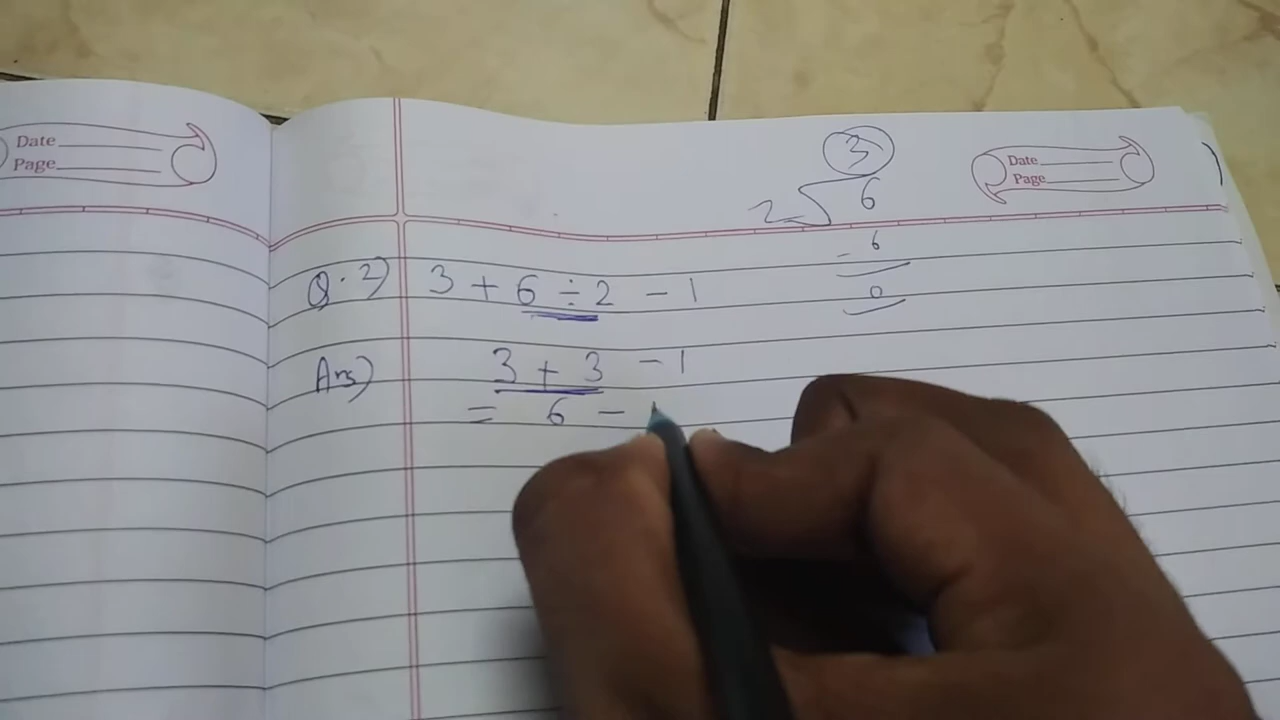 Date
Page
3
Date
Page
2 6
- 6
0
Q.2) 3 + 6 ÷ 2 - 1
Ans) 3 + 3 - 1
= 6 -